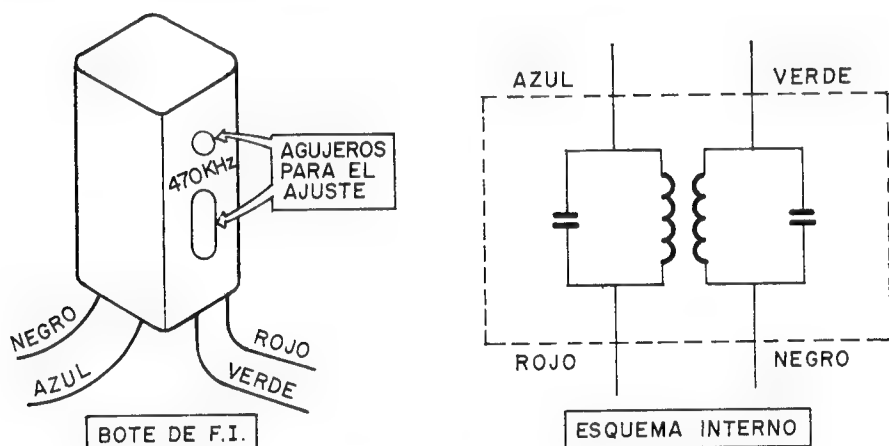 470KHz
AGUJEROS
PARA EL
AJUSTE
NEGRO
AZUL
ROJO
VERDE
BOTE DE F.I.
AZUL
VERDE
ROJO
NEGRO
ESQUEMA INTERNO